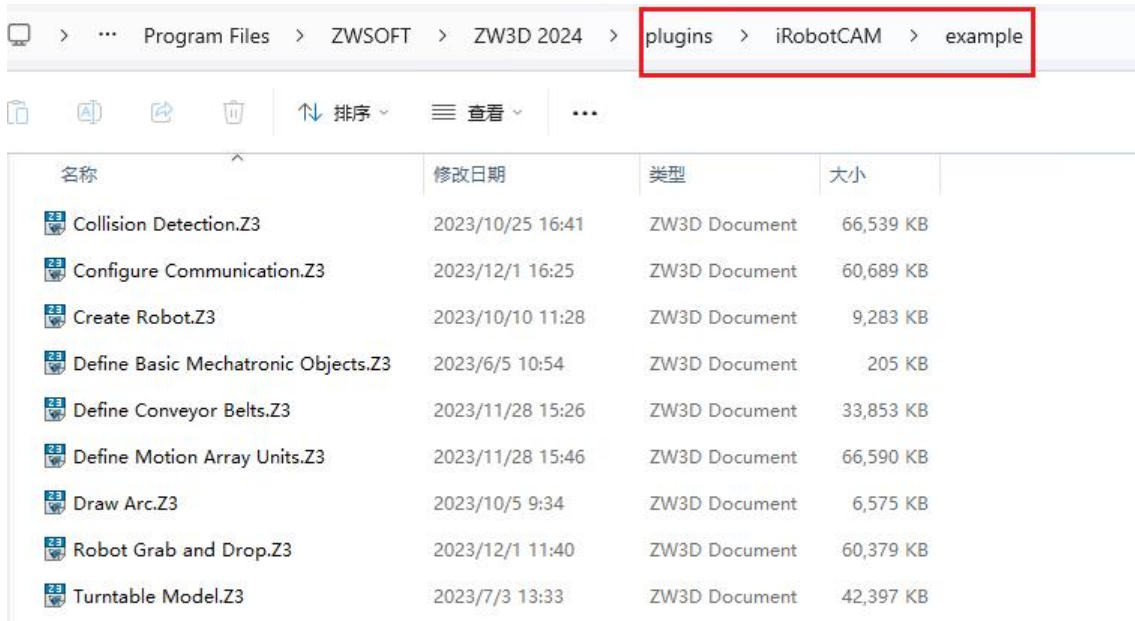 > ··· Program Files > ZWSOFT > ZW3D 2024 > plugins > iRobotCAM > example
排序 查看 ···
名称 修改日期 类型 大小
Collision Detection.Z3 2023/10/25 16:41 ZW3D Document 66,539 KB
Configure Communication.Z3 2023/12/1 16:25 ZW3D Document 60,689 KB
Create Robot.Z3 2023/10/10 11:28 ZW3D Document 9,283 KB
Define Basic Mechatronic Objects.Z3 2023/6/5 10:54 ZW3D Document 205 KB
Define Conveyor Belts.Z3 2023/11/28 15:26 ZW3D Document 33,853 KB
Define Motion Array Units.Z3 2023/11/28 15:46 ZW3D Document 66,590 KB
Draw Arc.Z3 2023/10/5 9:34 ZW3D Document 6,575 KB
Robot Grab and Drop.Z3 2023/12/1 11:40 ZW3D Document 60,379 KB
Turntable Model.Z3 2023/7/3 13:33 ZW3D Document 42,397 KB